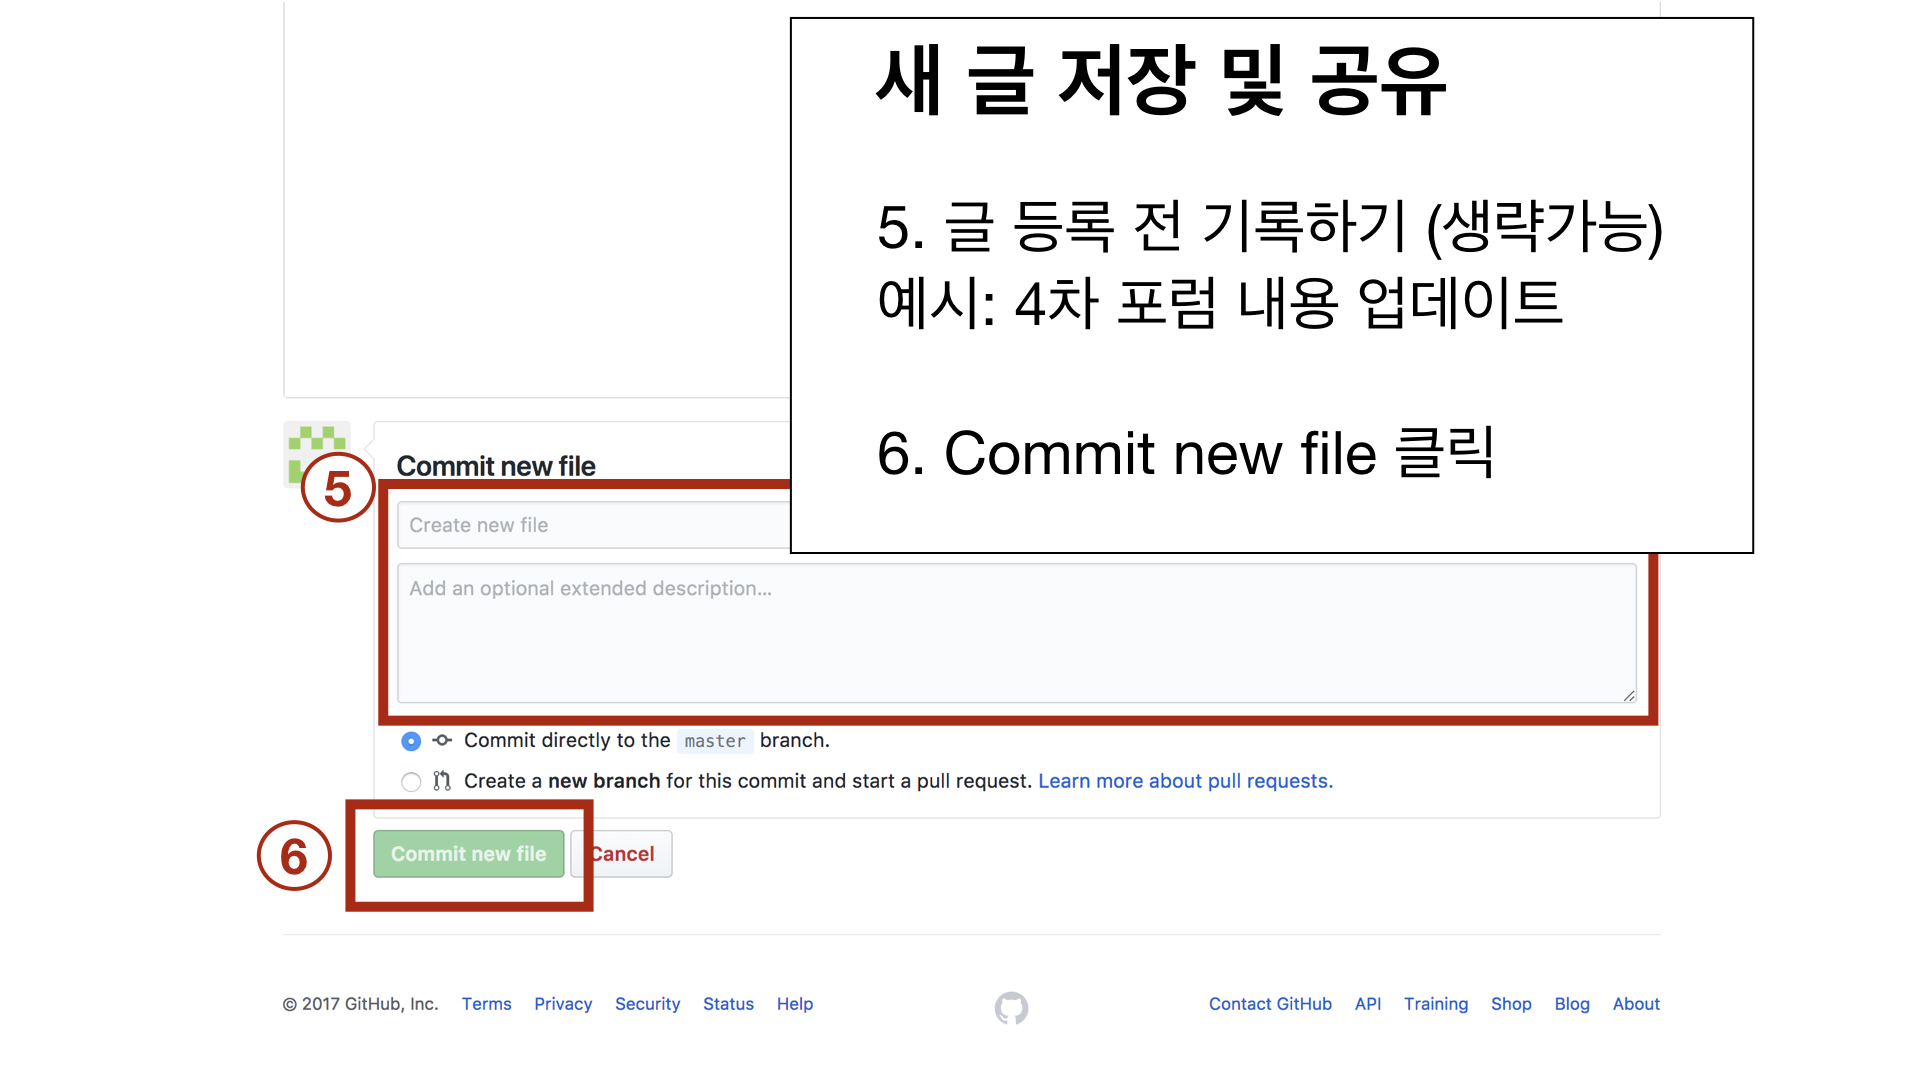 새 글 저장 및 공유
5. 글 등록 전 기록하기 (생략가능)
예시: 4차 포럼 내용 업데이트
6. Commit new file 클릭
5
Commit new file
Create new file
Add an optional extended description...
Commit directly to the master branch.
Create a new branch for this commit and start a pull request. Learn more about pull requests.
6
Commit new file
Cancel
© 2017 GitHub, Inc. Terms Privacy Security Status Help
Contact GitHub API Training Shop Blog About